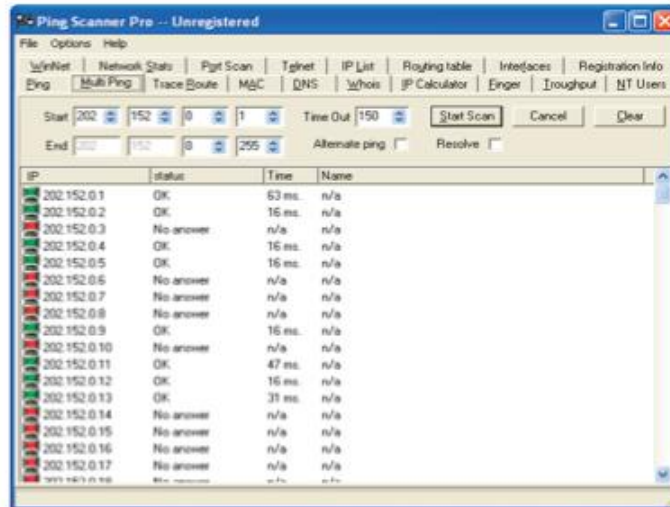 Ping Scanner Pro -- Unregistered
File Options Help
WinNet Network Stats Port Scan Telnet IP List Routing table Interfaces Registration Info
Ping Multi Ping Trace Route MAC DNS Whois IP Calculator Finger Troughput NT Users
Start 202 152 0 1 Time Out 150 Start Scan Cancel Clear
End 202 152 0 255 Alternate ping Resolve
IP status Time Name
202.152.0.1 OK 63 ms. n/a
202.152.0.2 OK 16 ms. n/a
202.152.0.3 No answer n/a n/a
202.152.0.4 OK 16 ms. n/a
202.152.0.5 OK 16 ms. n/a
202.152.0.6 No answer n/a n/a
202.152.0.7 No answer n/a n/a
202.152.0.8 No answer n/a n/a
202.152.0.9 OK 16 ms. n/a
202.152.0.10 No answer n/a n/a
202.152.0.11 OK 47 ms. n/a
202.152.0.12 OK 16 ms. n/a
202.152.0.13 OK 31 ms. n/a
202.152.0.14 No answer n/a n/a
202.152.0.15 No answer n/a n/a
202.152.0.16 No answer n/a n/a
202.152.0.17 No answer n/a n/a